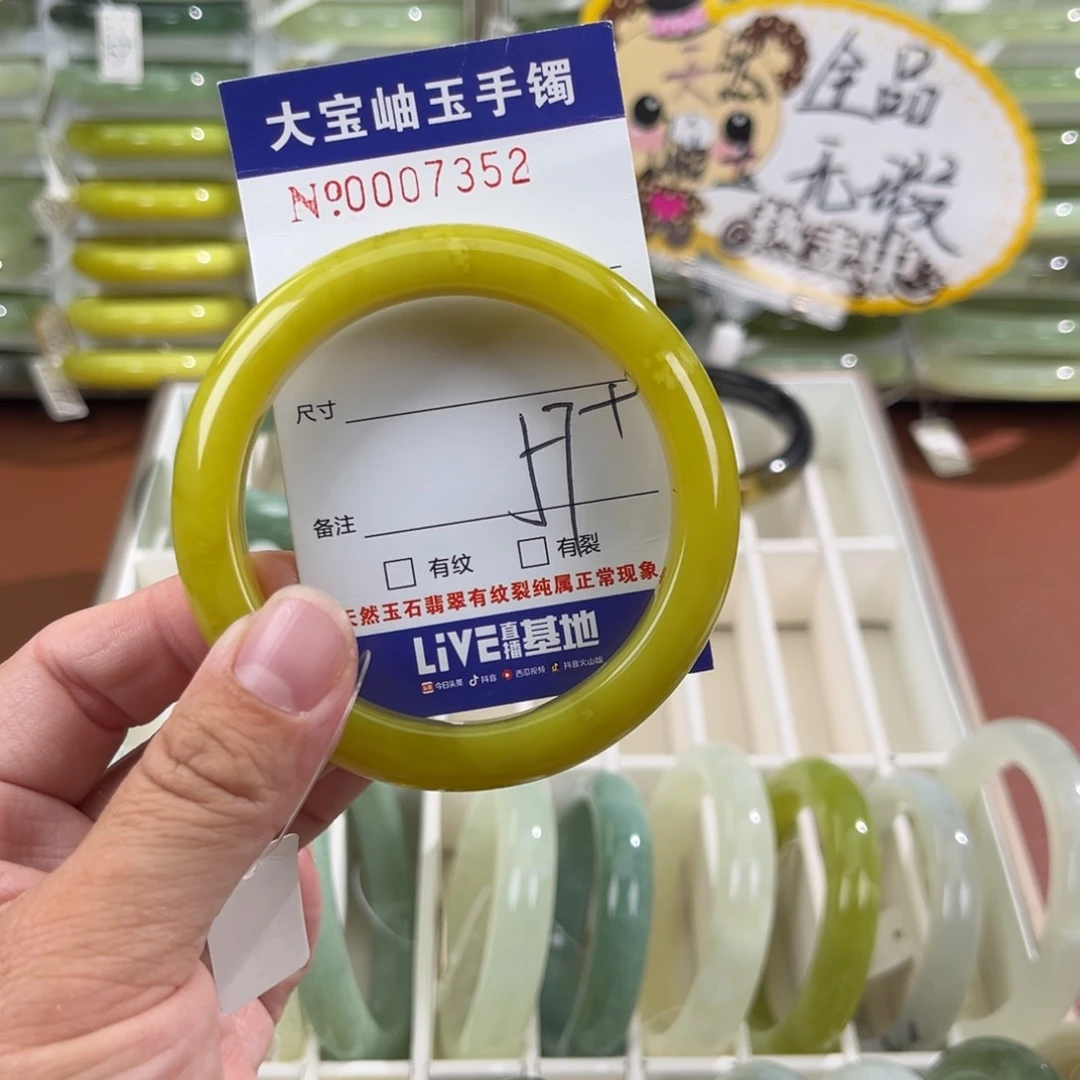 大宝岫玉手镯
№0007352
尺寸
57+
备注
有纹 有裂
天然玉石翡翠有纹裂纯属正常现象。
LiVE直播基地
今日头条 抖音 西瓜视频 抖音火山版
全品
无瑕